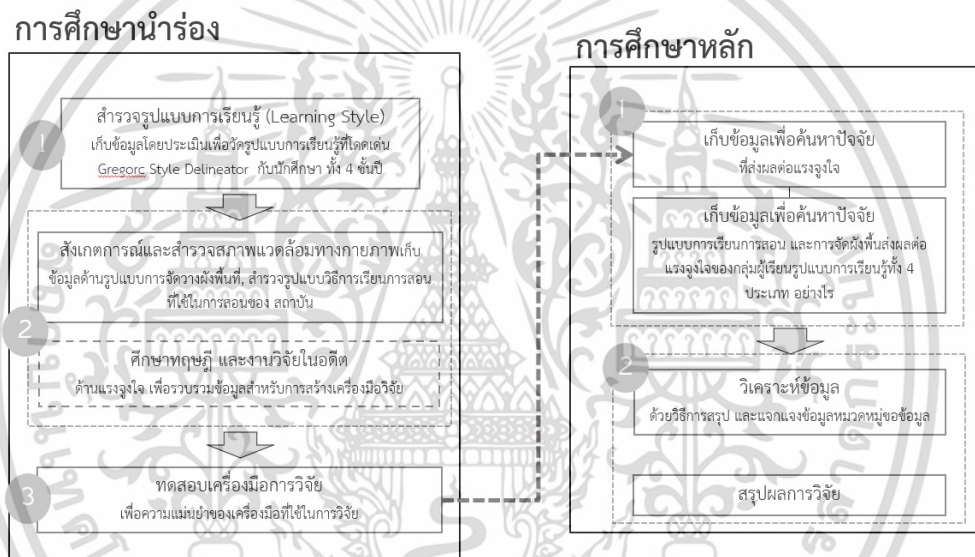 การศึกษานำร่อง
1
สำรวจรูปแบบการเรียนรู้ (Learning Style)
เก็บข้อมูลโดยประเมินเพื่อวัดรูปแบบการเรียนรู้ที่โดดเด่น
Gregorc Style Delineator กับนักศึกษา ทั้ง 4 ชั้นปี
2
สังเกตการณ์และสำรวจสภาพแวดล้อมทางกายภาพเก็บ
ข้อมูลด้านรูปแบบการจัดวางผังพื้นที่, สำรวจรูปแบบวิธีการเรียนการสอน
ที่ใช้ในการสอนของ สถาบัน
ศึกษาทฤษฎี และงานวิจัยในอดีต
ด้านแรงจูงใจ เพื่อรวบรวมข้อมูลสำหรับการสร้างเครื่องมือวิจัย
3
ทดสอบเครื่องมือการวิจัย
เพื่อความแม่นยำของเครื่องมือที่ใช้ในการวิจัย
การศึกษาหลัก
1
เก็บข้อมูลเพื่อค้นหาปัจจัย
ที่ส่งผลต่อแรงจูงใจ
เก็บข้อมูลเพื่อค้นหาปัจจัย
รูปแบบการเรียนการสอน และการจัดผังพื้นส่งผลต่อ
แรงจูงใจของกลุ่มผู้เรียนรูปแบบการเรียนรู้ทั้ง 4
ประเภท อย่างไร
2
วิเคราะห์ข้อมูล
ด้วยวิธีการสรุป และแจกแจงข้อมูลหมวดหมู่ขอข้อมูล
สรุปผลการวิจัย